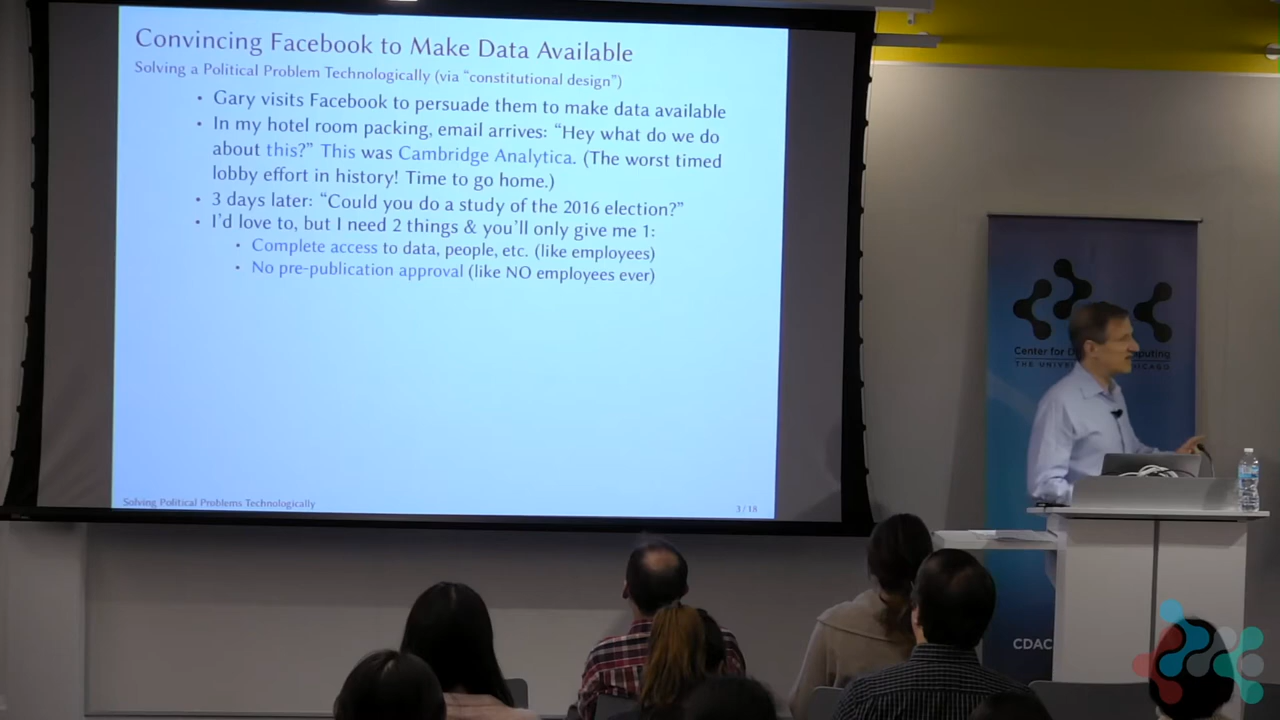 Convincing Facebook to Make Data Available
Solving a Political Problem Technologically (via “constitutional design”)
• Gary visits Facebook to persuade them to make data available
• In my hotel room packing, email arrives: “Hey what do we do
about this?” This was Cambridge Analytica. (The worst timed
lobby effort in history! Time to go home.)
• 3 days later: “Could you do a study of the 2016 election?”
• I’d love to, but I need 2 things & you’ll only give me 1:
• Complete access to data, people, etc. (like employees)
• No pre-publication approval (like NO employees ever)
Solving Political Problems Technologically
3 / 18
Center for
CDAC